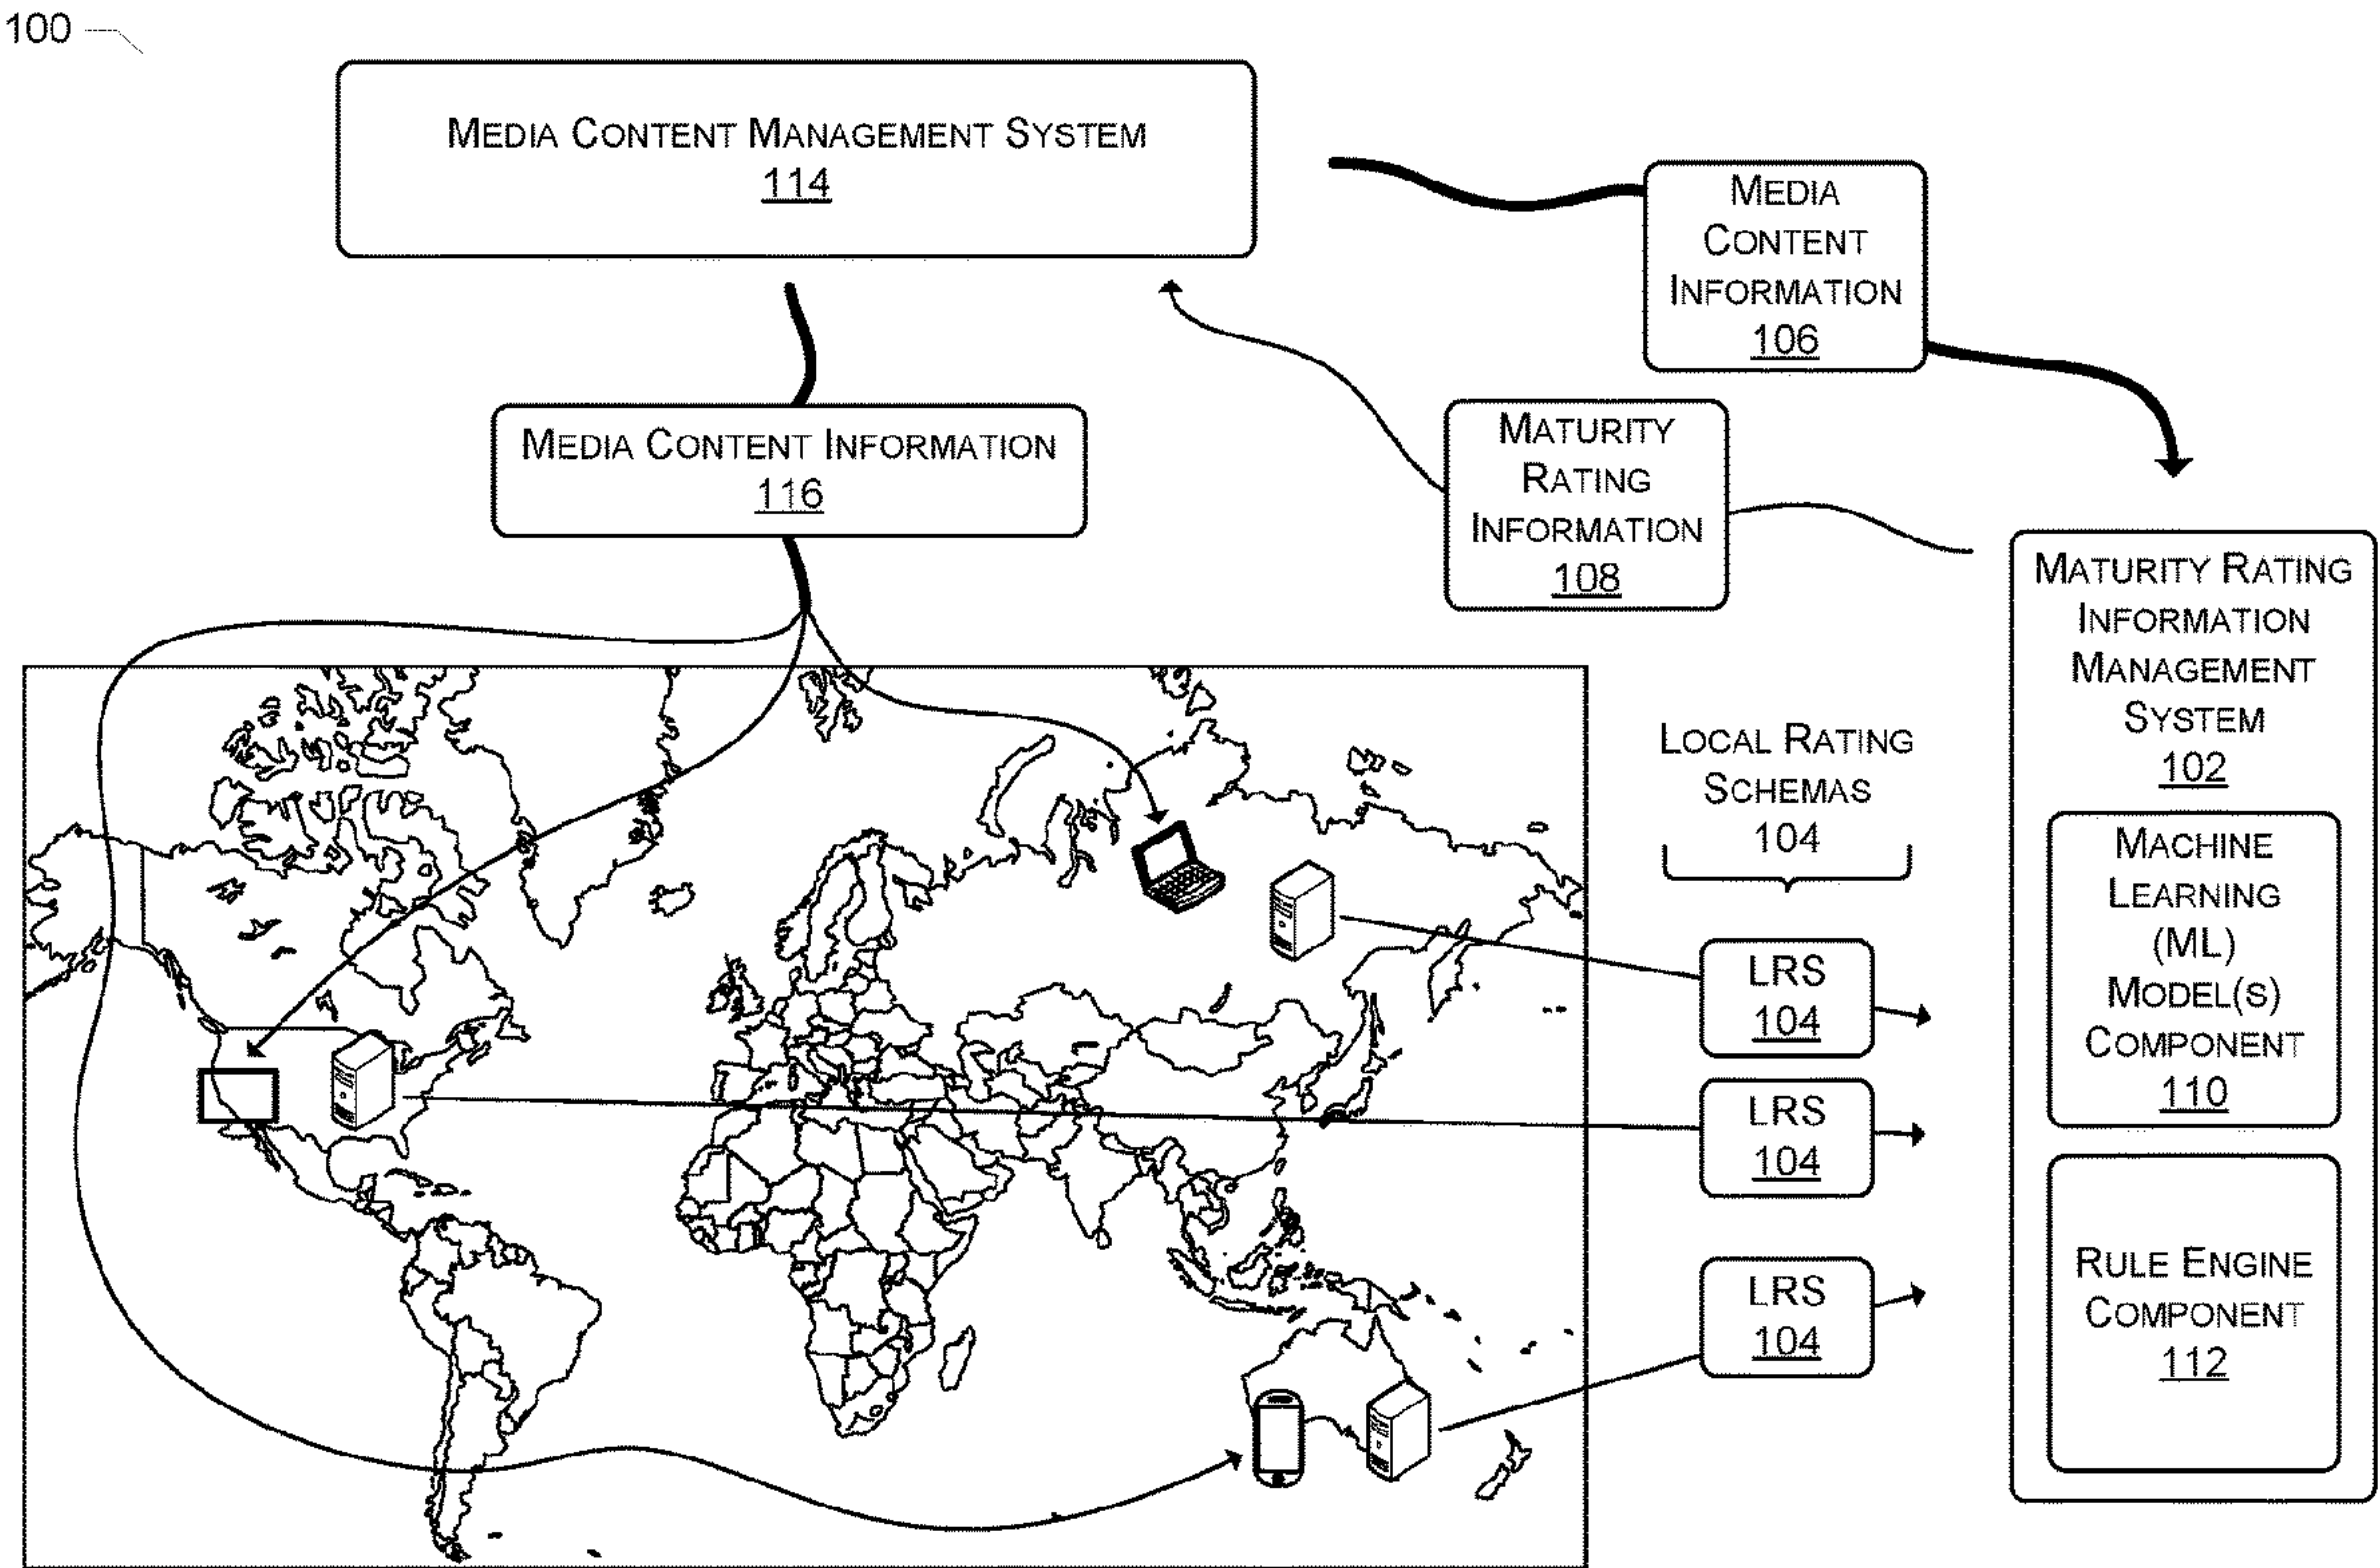 100
MEDIA CONTENT MANAGEMENT SYSTEM
114
MEDIA
CONTENT
INFORMATION
106
MEDIA CONTENT INFORMATION
116
MATURITY
RATING
INFORMATION
108
MATURITY RATING
INFORMATION
MANAGEMENT
SYSTEM
102
LOCAL RATING
SCHEMAS
104
MACHINE
LEARNING
(ML)
MODEL(S)
COMPONENT
110
LRS
104
LRS
104
LRS
104
RULE ENGINE
COMPONENT
112